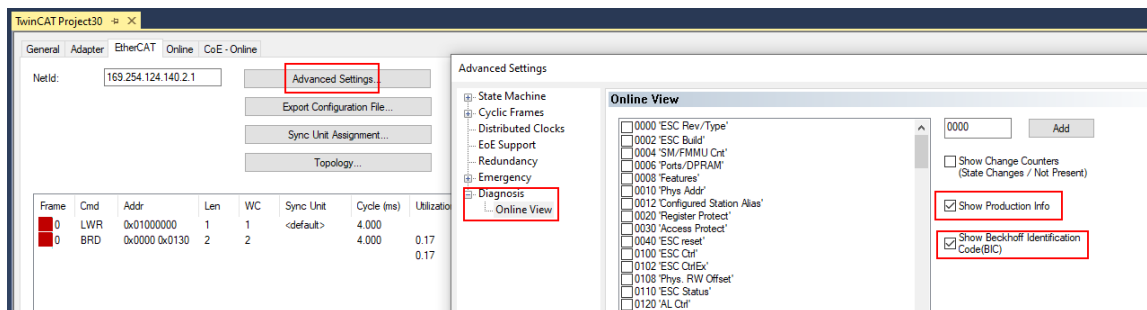 TwinCAT Project30
General Adapter EtherCAT Online CoE - Online
NetId: 169.254.124.140.2.1
Advanced Settings...
Export Configuration File...
Sync Unit Assignment...
Topology...
Frame Cmd Addr Len WC Sync Unit Cycle (ms) Utilizatio
0 LWR 0x01000000 1 1 <default> 4.000
0 BRD 0x0000 0x0130 2 2 4.000 0.17
0.17
Advanced Settings
State Machine
Cyclic Frames
Distributed Clocks
EoE Support
Redundancy
Emergency
Diagnosis
Online View
Online View
0000 'ESC Rev/Type'
0002 'ESC Build'
0004 'SM/FMMU Cnt'
0006 'Ports/DPRAM'
0008 'Features'
0010 'Phys Addr'
0012 'Configured Station Alias'
0020 'Register Protect'
0030 'Access Protect'
0040 'ESC reset'
0100 'ESC Ctrl'
0102 'ESC CtrlEx'
0108 'Phys. RW Offset'
0110 'ESC Status'
0120 'AL Ctrl'
0000 Add
Show Change Counters
(State Changes / Not Present)
Show Production Info
Show Beckhoff Identification
Code(BIC)